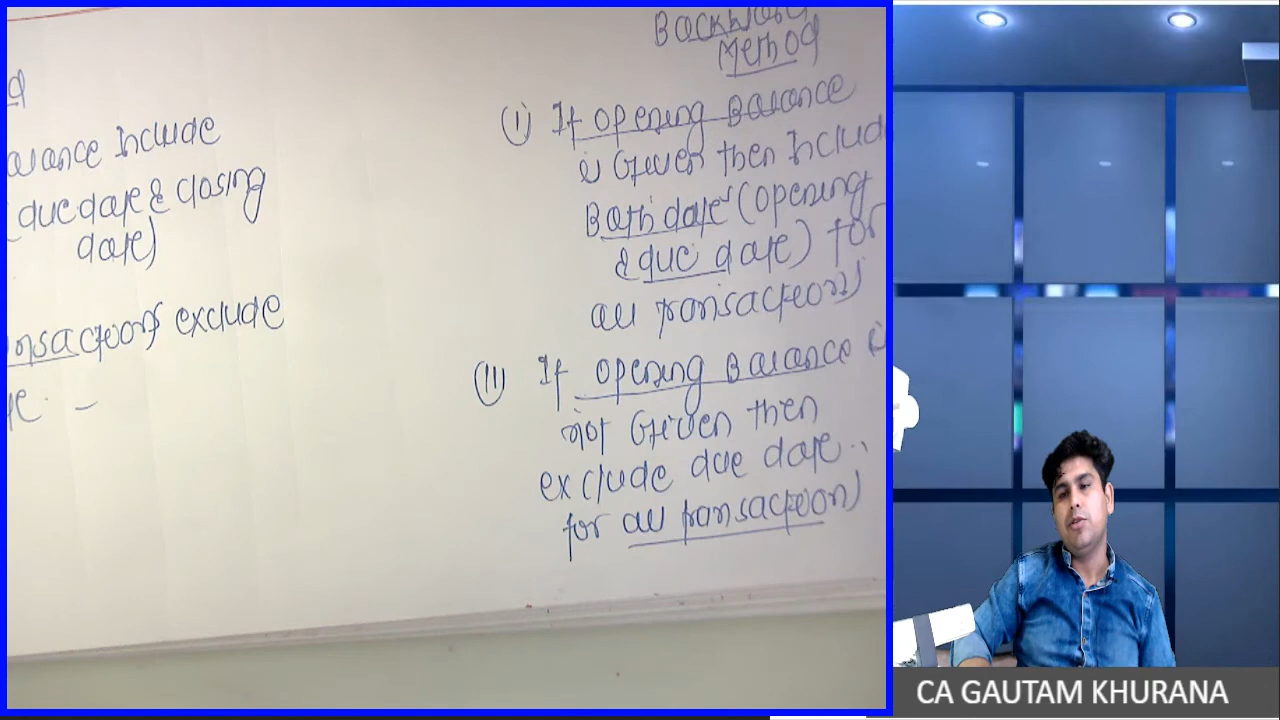 alance Include
(due date & closing
date)
nsactions exclude
Backward
Method
(i) If opening Balance
is Given then Include
Both date (opening
& due date) for
all transaction)
(ii) If opening Balance is
not Given then
exclude due date..
for all transaction)
CA GAUTAM KHURANA